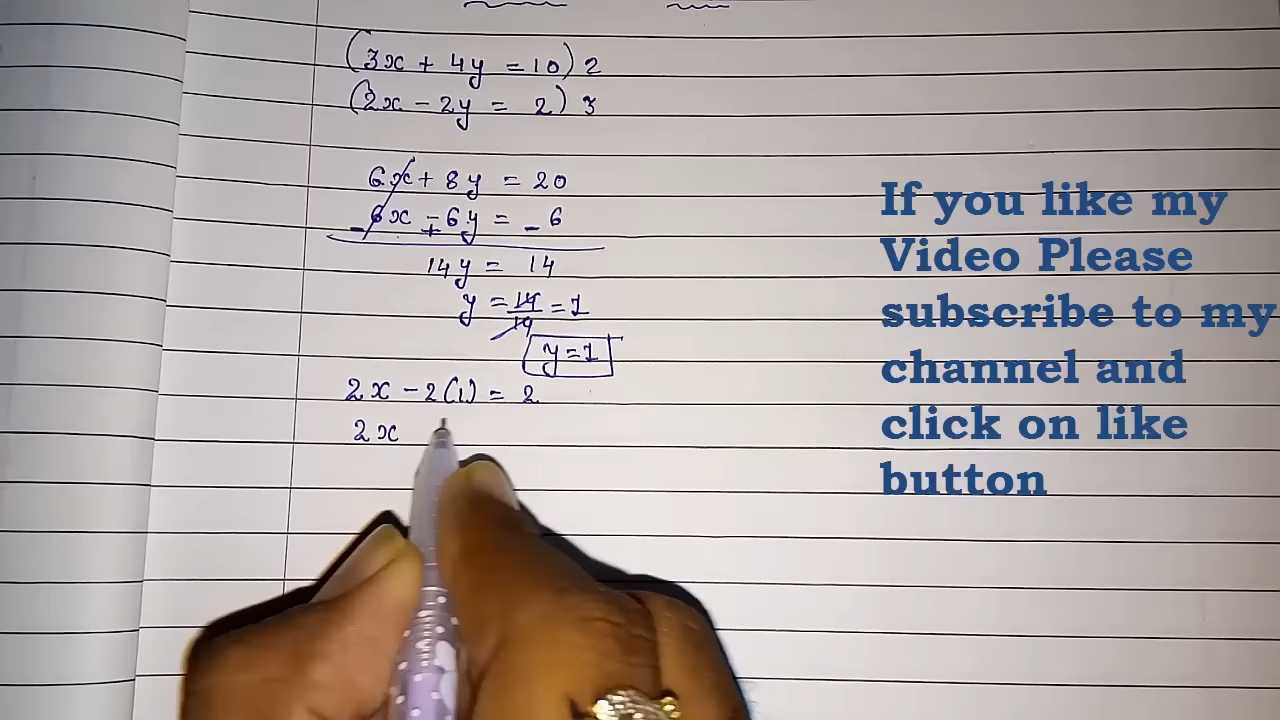 (3x + 4y = 10) 2
(2x - 2y = 2) 3
6x + 8y = 20
- 6x -+ 6y = - 6
14y = 14
y = 14/14 = 1
y = 1
2x - 2(1) = 2
2x
If you like my
Video Please
subscribe to my
channel and
click on like
button